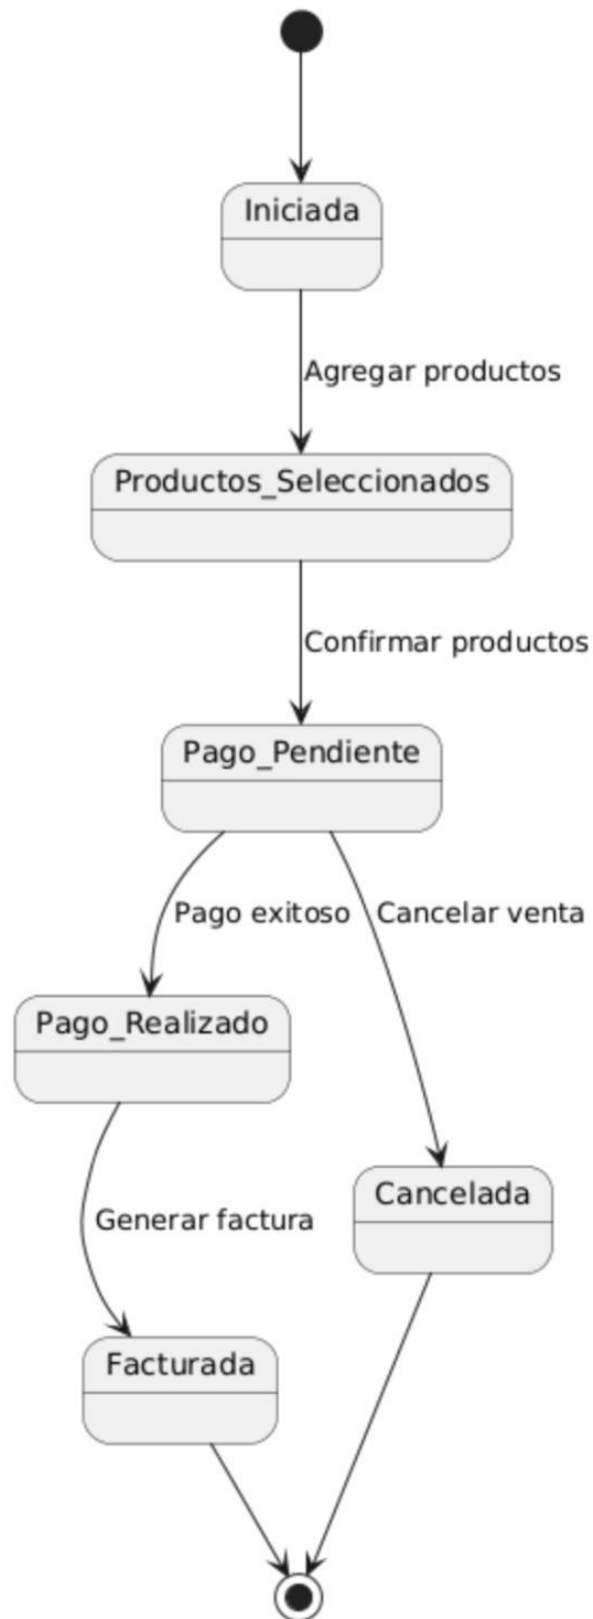 Iniciada
Agregar productos
Productos_Seleccionados
Confirmar productos
Pago_Pendiente
Pago exitoso
Cancelar venta
Pago_Realizado
Cancelada
Generar factura
Facturada